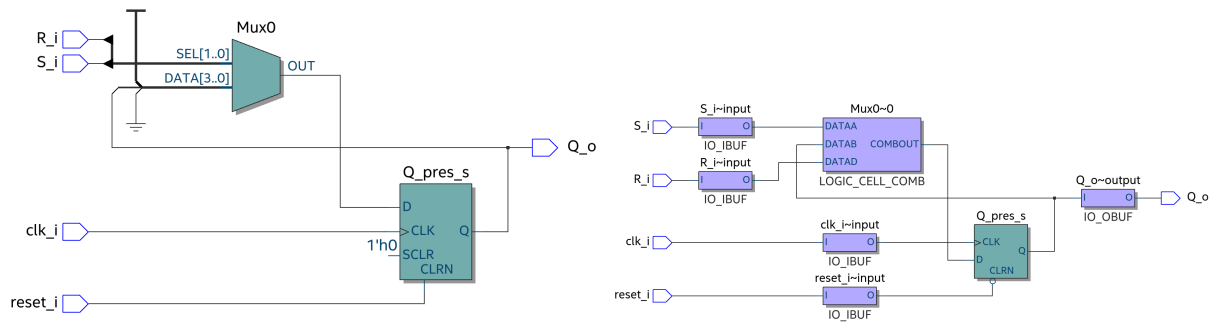 Mux0
R_i
S_i
SEL[1..0]
DATA[3..0]
OUT
Q_o
Q_pres_s
D
clk_i
CLK
Q
1'h0
SCLR
CLRN
reset_i
S_i~input
Mux0~0
S_i
I
O
DATAA
IO_IBUF
DATAB
COMBOUT
R_i~input
DATAD
R_i
I
O
LOGIC_CELL_COMB
IO_IBUF
Q_o~output
I
O
Q_o
IO_OBUF
Q_pres_s
clk_i~input
clk_i
I
O
CLK
Q
IO_IBUF
D
CLRN
reset_i~input
reset_i
I
O
IO_IBUF